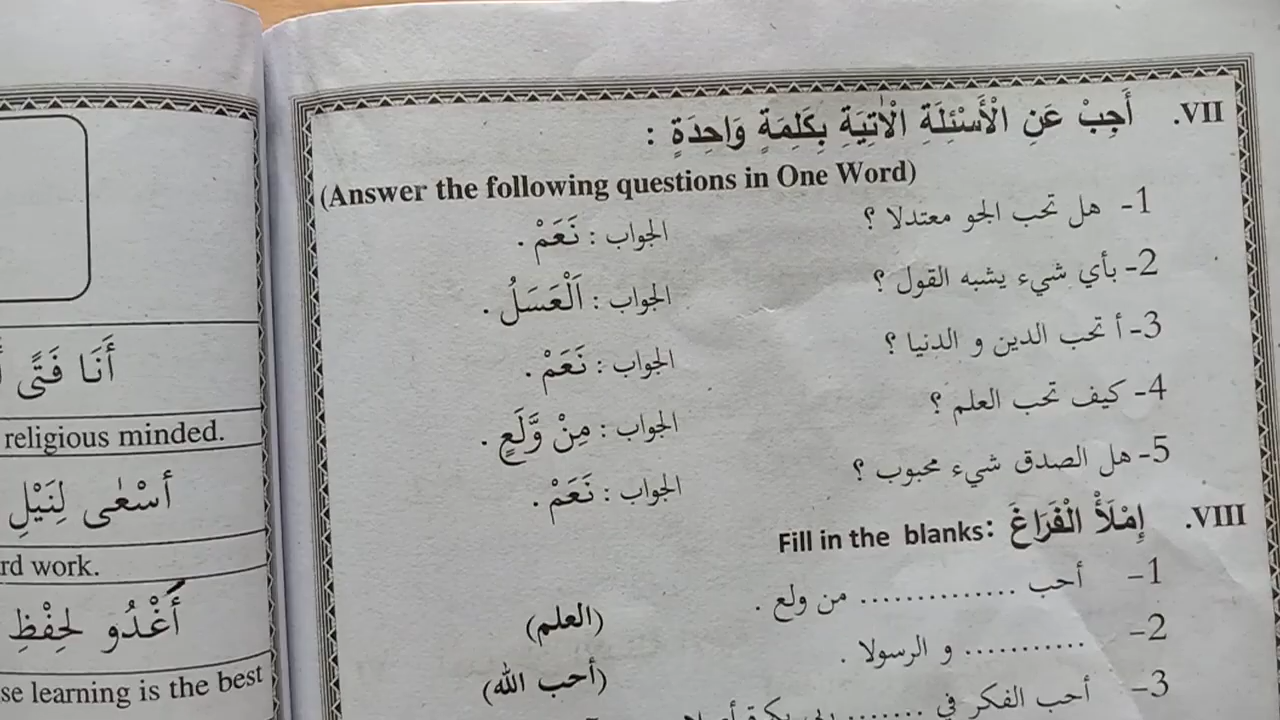 VII. أَجِبْ عَنِ الْأَسْئِلَةِ الْاٰتِيَةِ بِكَلِمَةٍ وَاحِدَةٍ :
(Answer the following questions in One Word)
1- هل تحب الجو معتدلا ؟ الجواب : نَعَمْ .
2- بأي شيء يشبه القول ؟ الجواب : اَلْعَسَلُ .
3- أ تحب الدين و الدنيا ؟ الجواب : نَعَمْ .
4- كيف تحب العلم ؟ الجواب : مِنْ وَّلَعٍ .
5- هل الصدق شيء محبوب ؟ الجواب : نَعَمْ .
VIII. إِمْلَأْ الْفَرَاغَ :Fill in the blanks
1- أحب .............. من ولع . (العلم)
2- ........... و الرسولا . (أحب الله)
3- أحب الفكر في ........
أَنَا فَتًى
religious minded.
أَسْعٰى لِنَيْلِ
rd work.
أَغْدُو لِحِفْظِ
se learning is the best